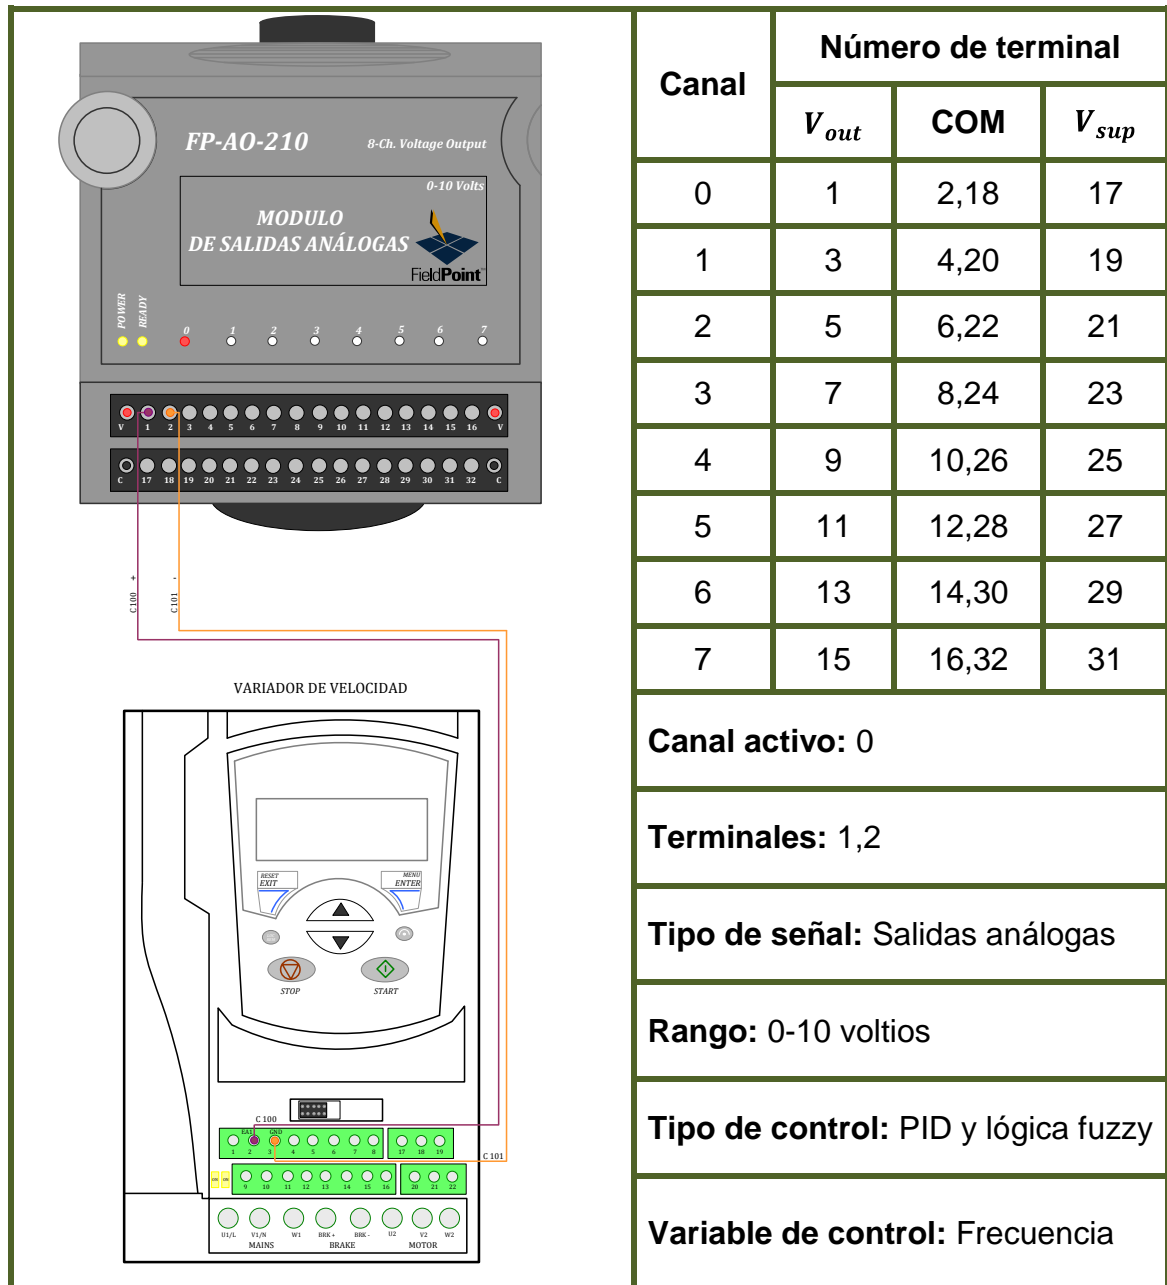 FP-AO-210
8-Ch. Voltage Output
0-10 Volts
MODULO
DE SALIDAS ANÁLOGAS
FieldPoint
POWER
READY
0 1 2 3 4 5 6 7
V 1 2 3 4 5 6 7 8 9 10 11 12 13 14 15 16 V
C 17 18 19 20 21 22 23 24 25 26 27 28 29 30 31 32 C
C100 +
C101 -
VARIADOR DE VELOCIDAD
RESET
EXIT
MENU
ENTER
STOP
START
C 100
EA1 GND
1 2 3 4 5 6 7 8 17 18 19
C 101
9 10 11 12 13 14 15 16 20 21 22
U1/L V1/N W1 BRK + BRK - U2 V2 W2
MAINS BRAKE MOTOR
Canal
Número de terminal
Vout COM Vsup
0 1 2,18 17
1 3 4,20 19
2 5 6,22 21
3 7 8,24 23
4 9 10,26 25
5 11 12,28 27
6 13 14,30 29
7 15 16,32 31
Canal activo: 0
Terminales: 1,2
Tipo de señal: Salidas análogas
Rango: 0-10 voltios
Tipo de control: PID y lógica fuzzy
Variable de control: Frecuencia